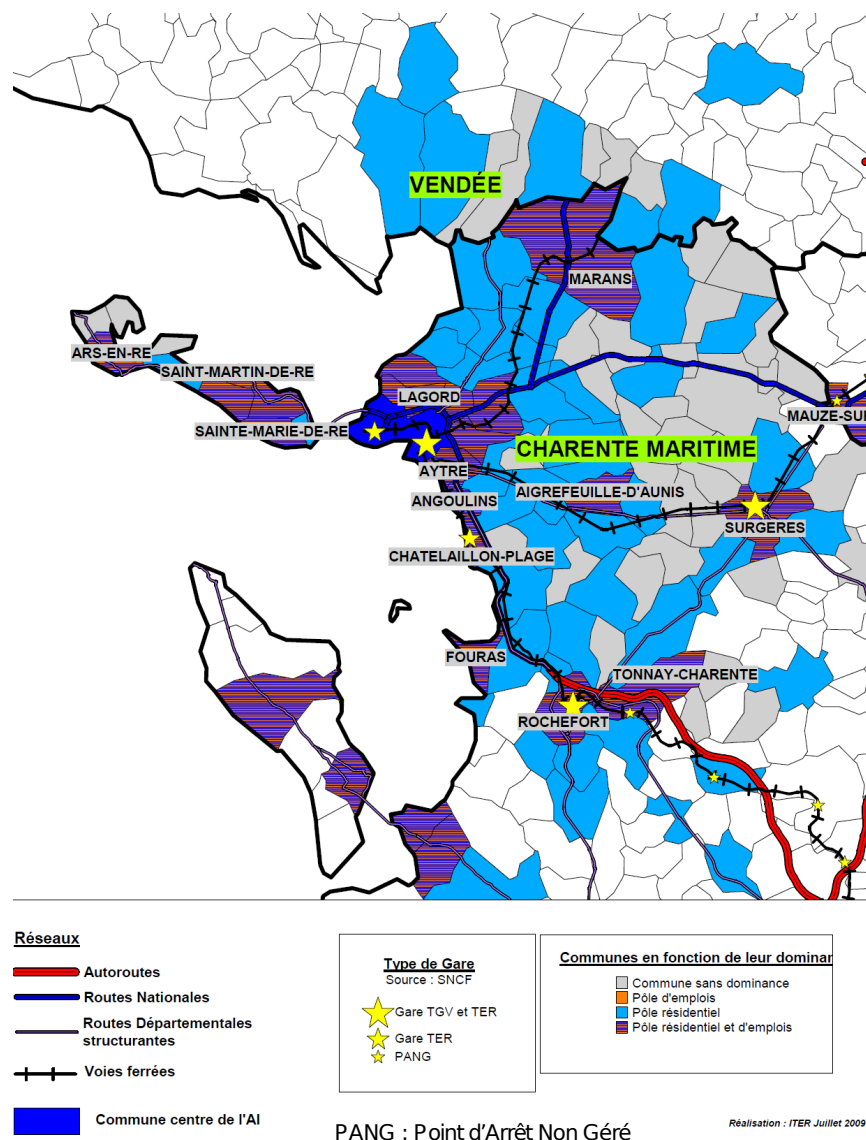 VENDÉE
MARANS
ARS-EN-RE
SAINT-MARTIN-DE-RE
LAGORD
MAUZE-SUR
SAINTE-MARIE-DE-RE
CHARENTE MARITIME
AYTRE
AIGREFEUILLE-D'AUNIS
ANGOULINS
SURGERES
CHATELAILLON-PLAGE
FOURAS
TONNAY-CHARENTE
ROCHEFORT
Réseaux
Autoroutes
Routes Nationales
Routes Départementales
structurantes
Voies ferrées
Commune centre de l'AI
Type de Gare
Source : SNCF
Gare TGV et TER
Gare TER
PANG
Communes en fonction de leur dominan
Commune sans dominance
Pôle d'emplois
Pôle résidentiel
Pôle résidentiel et d'emplois
PANG : Point d'Arrêt Non Géré
Réalisation : ITER Juillet 2009